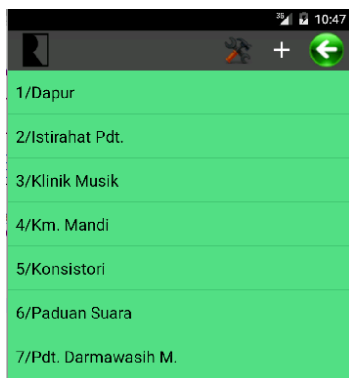 3G 10:47
R
1/Dapur
2/Istirahat Pdt.
3/Klinik Musik
4/Km. Mandi
5/Konsistori
6/Paduan Suara
7/Pdt. Darmawasih M.